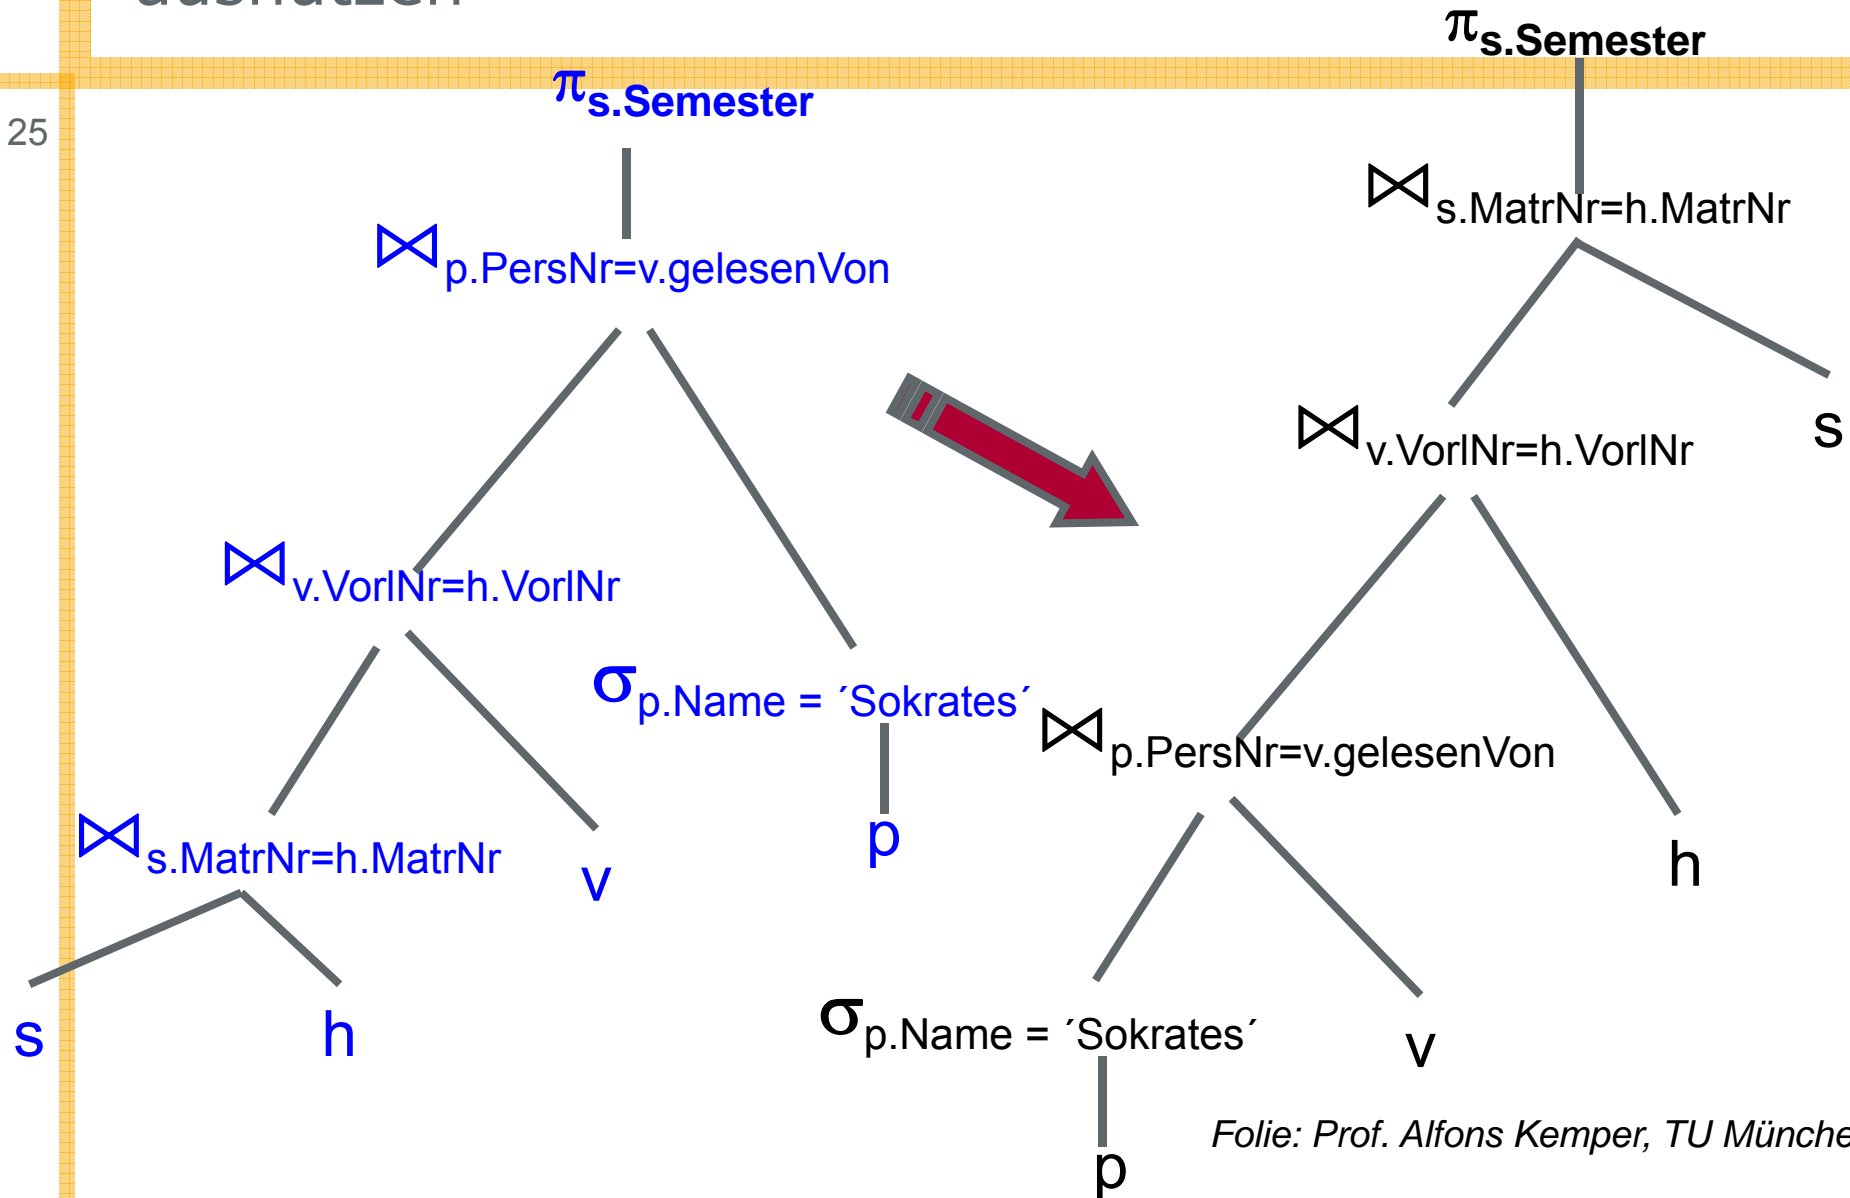 ausnutzen
25
πs.Semester
⋈p.PersNr=v.gelesenVon
⋈v.VorlNr=h.VorlNr
σp.Name = ´Sokrates´
p
⋈s.MatrNr=h.MatrNr
v
s
h
πs.Semester
⋈s.MatrNr=h.MatrNr
s
⋈v.VorlNr=h.VorlNr
h
⋈p.PersNr=v.gelesenVon
σp.Name = ´Sokrates´
v
p
Folie: Prof. Alfons Kemper, TU Münche